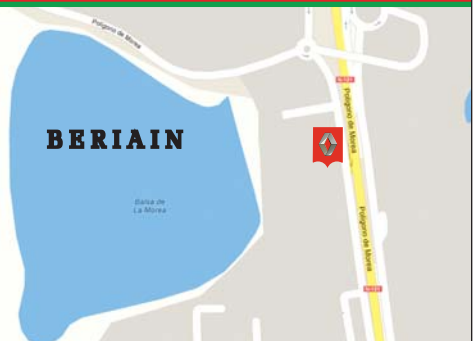 Polígono de Morea
N-121
Polígono de Morea
BERIAIN
Balsa de
La Morea
Polígono de Morea
N-121